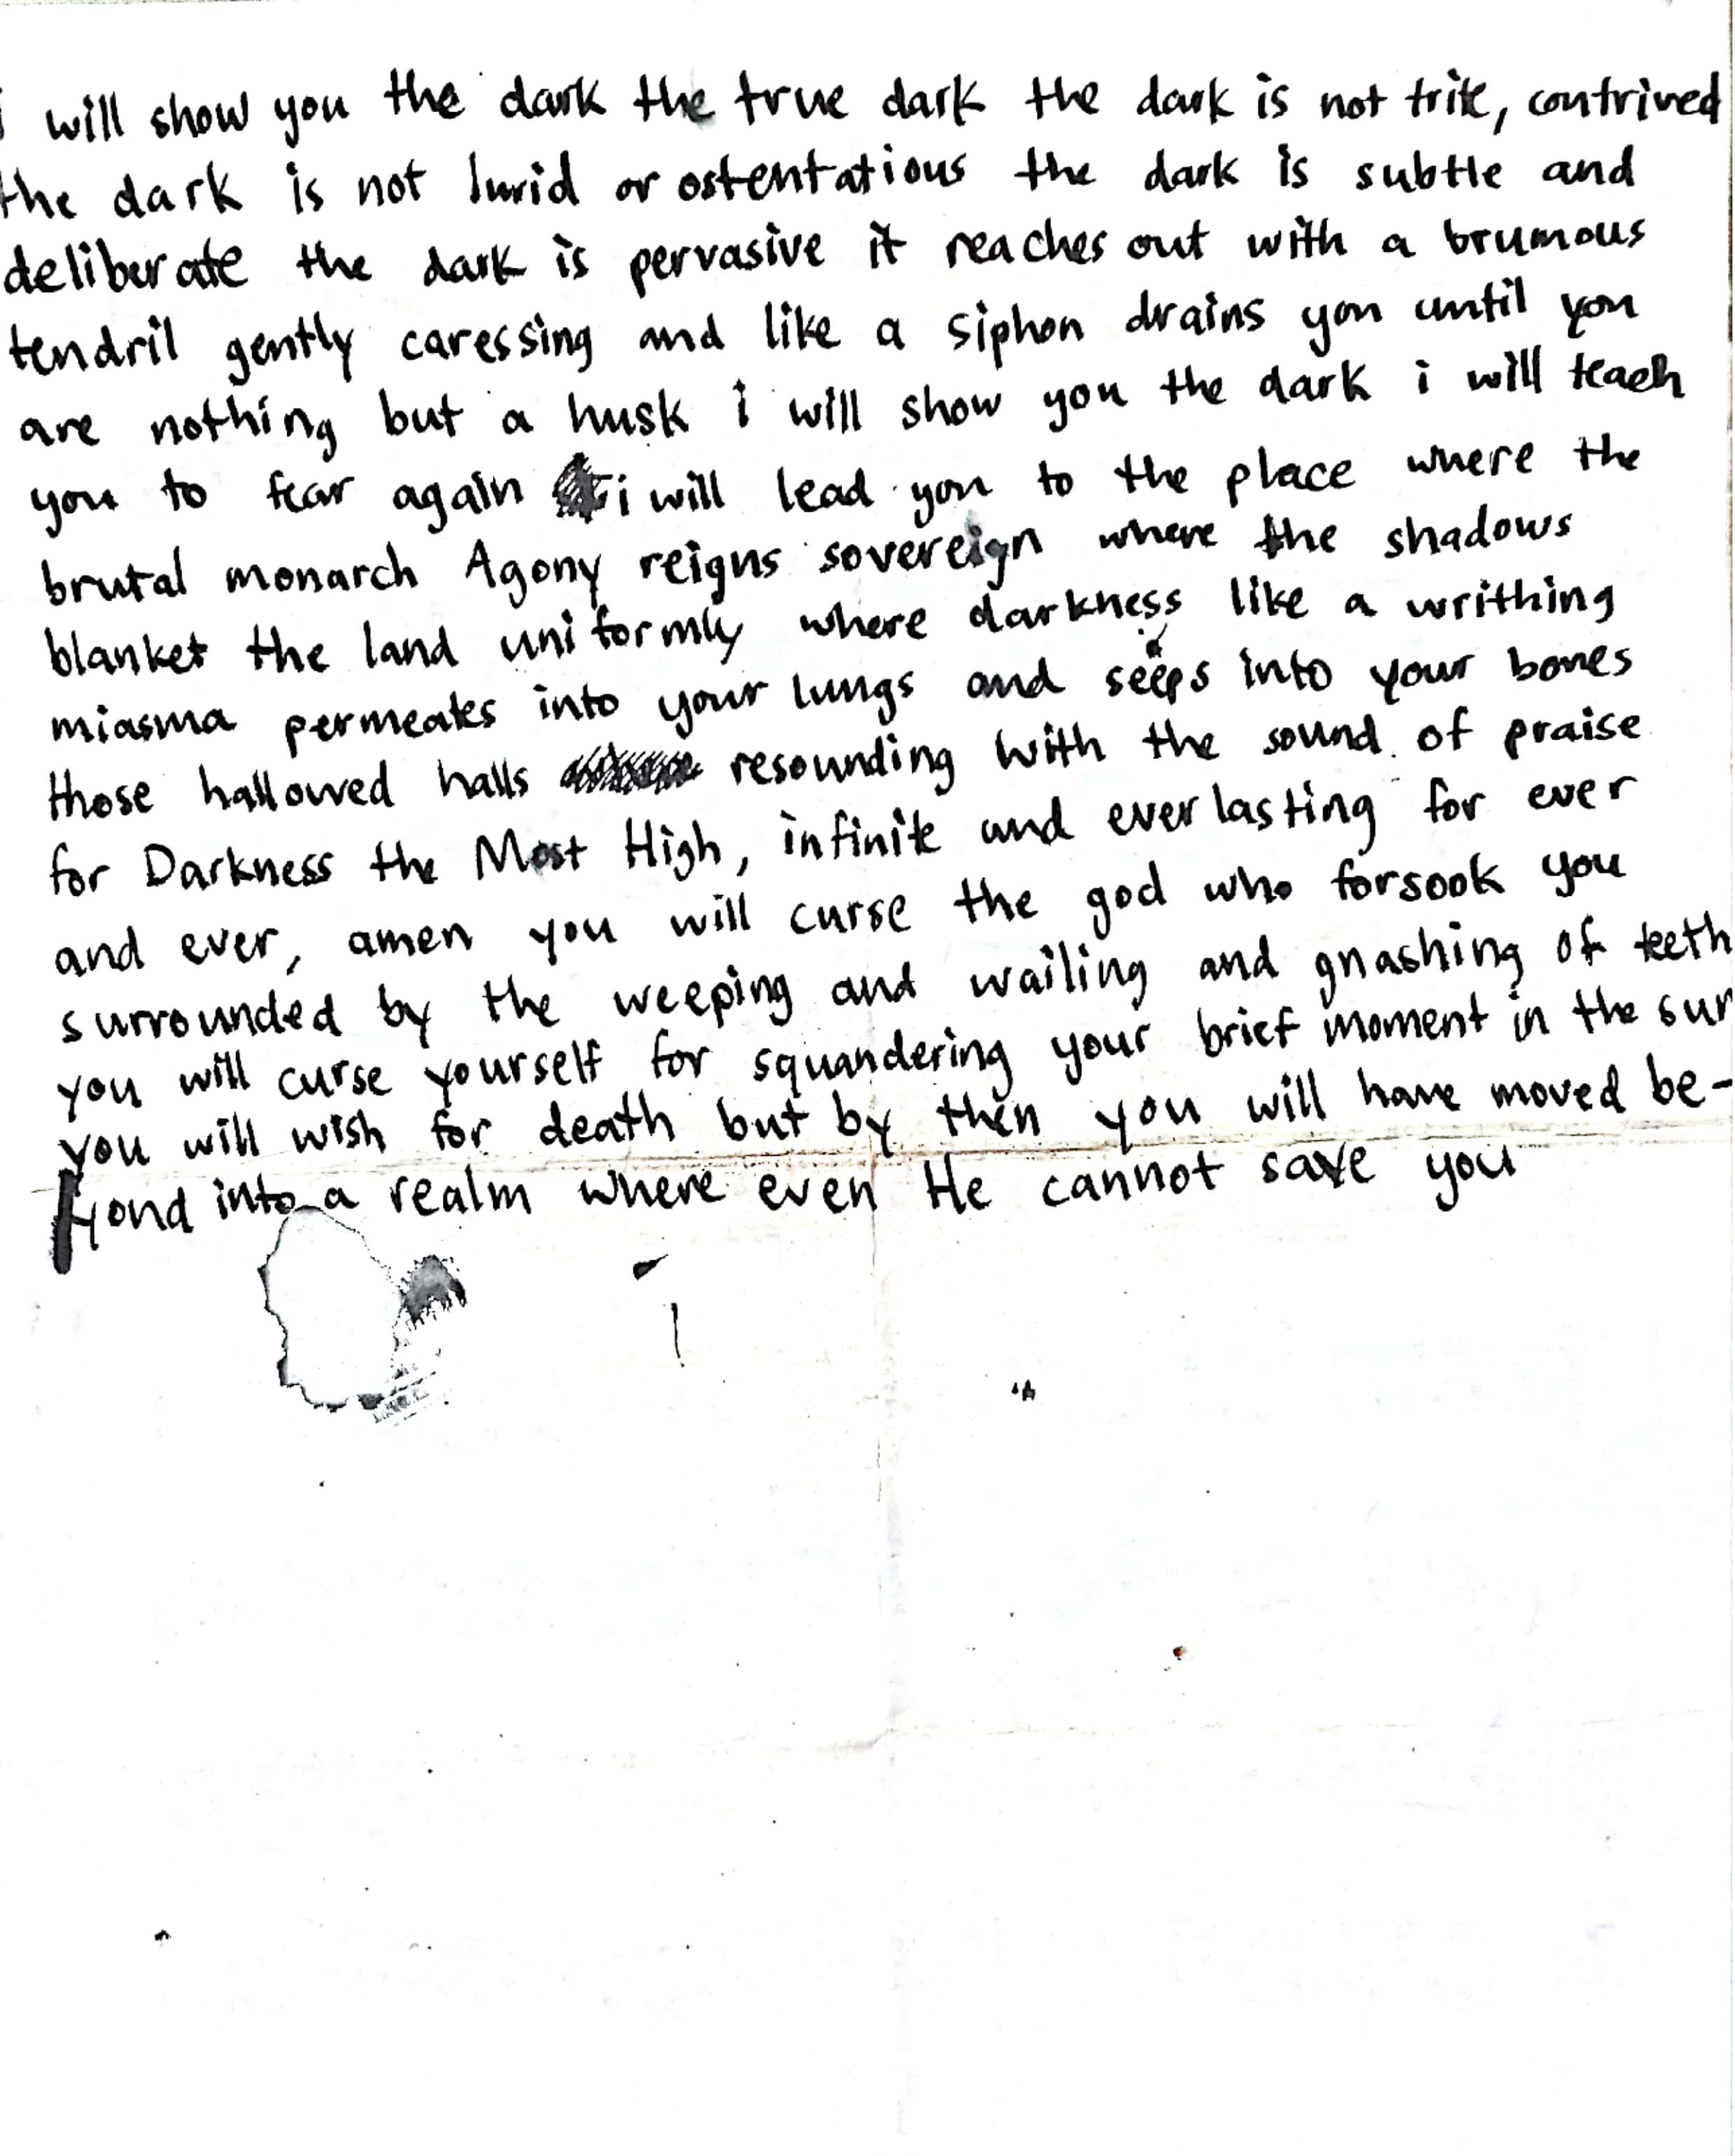 i will show you the dark the true dark the dark is not trite, contrived
the dark is not lurid or ostentatious the dark is subtle and
deliberate the dark is pervasive it reaches out with a brumous
tendril gently caressing and like a siphon drains you until you
are nothing but a husk i will show you the dark i will teach
you to fear again i will lead you to the place where the
brutal monarch Agony reigns sovereign where the shadows
blanket the land uniformly where darkness like a writhing
miasma permeates into your lungs and seeps into your bones
those hallowed halls resounding with the sound of praise
for Darkness the Most High, infinite and everlasting for ever
and ever, amen you will curse the god who forsook you
surrounded by the weeping and wailing and gnashing of teeth
you will curse yourself for squandering your brief moment in the sun
you will wish for death but by then you will have moved be-
yond into a realm where even He cannot save you